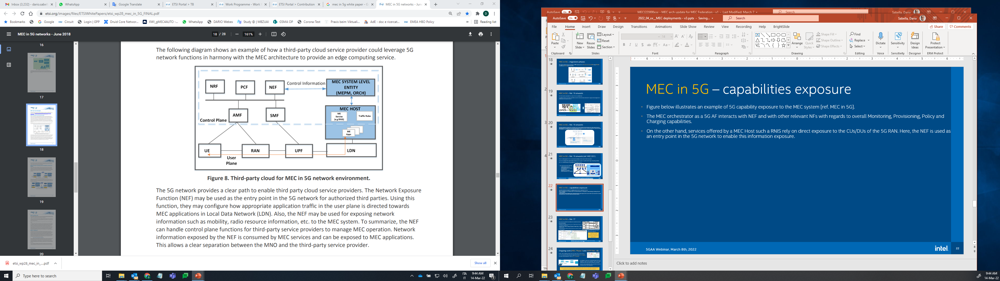 Inbox (3,232) - dario.sabell
WhatsApp
Google Translate
ETSI Portal > TB
Work Programme - Work
ETSI Portal > Contribution
mec in 5g white paper - G
MEC in 5G networks - June
etsi.org/images/files/ETSIWhitePapers/etsi_wp28_mec_in_5G_FINAL.pdf
Bookmarks
Google
Circuit
Login | GPP
Druid Core Networ...
XWI_gMEC4AUTO -...
WhatsApp
DARIO Webex
Study @ | MBZUAI
GSMA OP
Corona-Test
Praxis beim Viktuali...
AdE - doc e ricercat...
EMEA HBO Policy
Reading list
MEC in 5G networks - June 2018
18 / 28
161%
16
17
18
19
20
The following diagram shows an example of how a third-party cloud service provider could leverage 5G
network functions in harmony with the MEC architecture to provide an edge computing service.
NRF
PCF
NEF
Control Information
MEC SYSTEM LEVEL
ENTITY
(MEPM, ORCH)
MEC HOST
ME
Service
(e.g RNIS)
Traffic Rules
AMF
SMF
Control Plane
ME
Apps
UE
RAN
UPF
LDN
User
Plane
Figure 8. Third-party cloud for MEC in 5G network environment.
The 5G network provides a clear path to enable third party cloud service providers. The Network Exposure
Function (NEF) may be used as the entry point in the 5G network for authorized third parties. Using this
function, they may configure how appropriate application traffic in the user plane is directed towards
MEC applications in Local Data Network (LDN). Also, the NEF may be used for exposing network
information such as mobility, radio resource information, etc. to the MEC system. To summarize, the NEF
can handle control plane functions for third-party service providers to manage MEC operation. Network
information exposed by the NEF is consumed by MEC services and can be exposed to MEC applications.
This allows a clear separation between the MNO and the third-party service provider.
etsi_wp28_mec_in_....pdf
Show all
Type here to search
ITA
IT
9:44 AM
14-Mar-22
5
AutoSave On
MEC(22)000xxx - MEC arch update for MEC Federation - v1 - Last Modified: March 7
Search
Sabella, Dario
AutoSave On
2022_04_xx__MEC deployments - v3.pptx - Saving...
Search
Sabella, Dario
File
Home
Insert
Draw
Design
Transitions
Animations
Slide Show
Review
View
Recording
Help
BrightSlide
Share
Comments
Paste
Clipboard
New
Slide
Reuse
Slides
Layout
Reset
Section
Slides
14
Font
Paragraph
Arrange
Quick
Styles
Shape Fill
Shape Outline
Shape Effects
Drawing
Find
Replace
Select
Editing
Dictate
Voice
Sensitivity
Sensitivity
Design
Ideas
Designer
Protect
Presentation
ERM Protect
18
MEC in 5G – migrations phases
19
MEC in 5G – Rel. 15 onwards
20
MEC in 5G – Rel. 15 onwards
21
MEC in 5G – Rel. 15 onwards (ref. MEC 031)
22
MEC in 5G – capabilities exposure
23
MEC in 5G – Rel. 17
24
Ongoing work (MEC Phase 3 and 3GPP Rel. 18)
MEC in 5G – capabilities exposure
Figure below illustrates an example of 5G capability exposure to the MEC system [ref. MEC in 5G].
The MEC orchestrator as a 5G AF interacts with NEF and with other relevant NFs with regards to overall Monitoring, Provisioning, Policy and
Charging capabilities.
On the other hand, services offered by a MEC Host such a RNIS rely on direct exposure to the CUs/DUs of the 5G RAN. Here, the NEF is used as
an entry point in the 5G network to enable this information exposure.
5GAA Webinar, March 8th, 2022
intel.
22
Click to add notes
9:44 AM
14-Mar-22